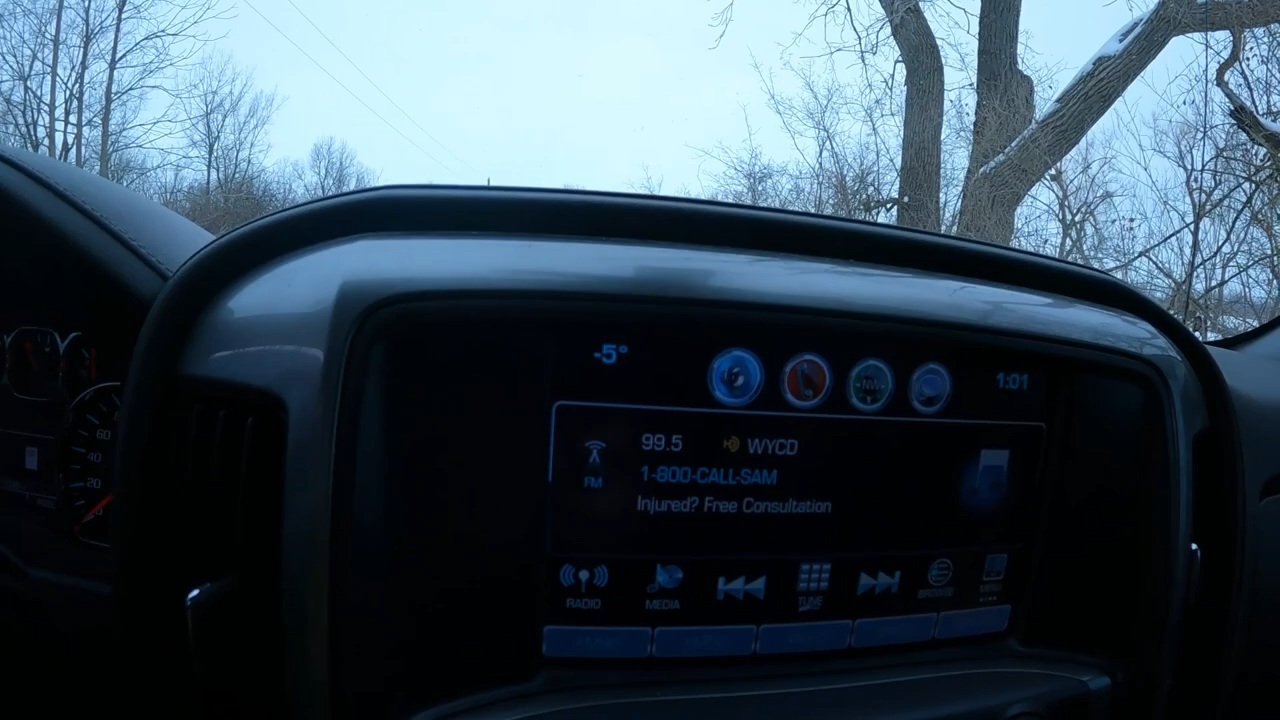 -5°
NW
1:01
99.5 WYCD
FM
1-800-CALL-SAM
Injured? Free Consultation
RADIO
MEDIA
TUNE
BROWSE
60
40
20